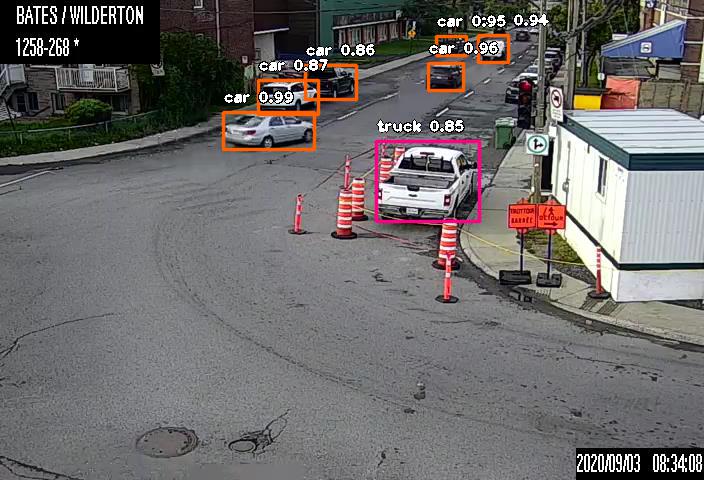 BATES / WILDERTON
1258-268 *
car 0.95
0.94
car 0.86
car 0.96
car 0.87
car 0.99
truck 0.85
TROTTOIR
BARRÉ
DETOUR
2020/09/03 08:34:08